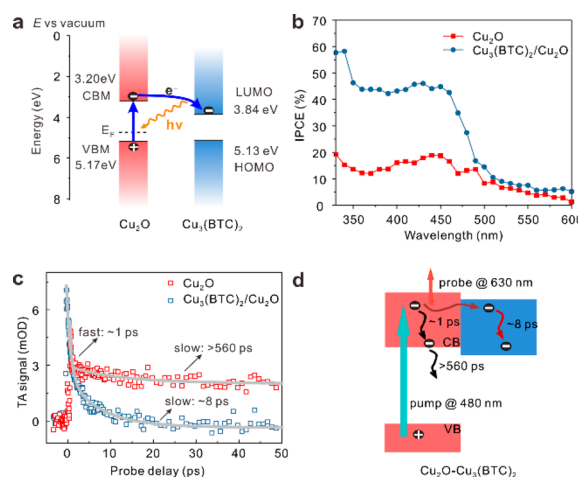 a
E vs vacuum
0
2
4
6
8
Energy (eV)
3.20eV
CBM
E_F
VBM
5.17eV
e⁻
hν
LUMO
3.84 eV
5.13 eV
HOMO
Cu₂O
Cu₃(BTC)₂
b
Cu₂O
Cu₃(BTC)₂/Cu₂O
IPCE (%)
60
50
40
30
20
10
0
350 400 450 500 550 600
Wavelength (nm)
c
Cu₂O
Cu₃(BTC)₂/Cu₂O
TA signal (mOD)
7
4
2
0
fast: ~1 ps
slow: >560 ps
slow: ~8 ps
0 10 20 30 40 50
Probe delay (ps)
d
probe @ 630 nm
~1 ps
~8 ps
CB
>560 ps
pump @ 480 nm
VB
Cu₂O-Cu₃(BTC)₂